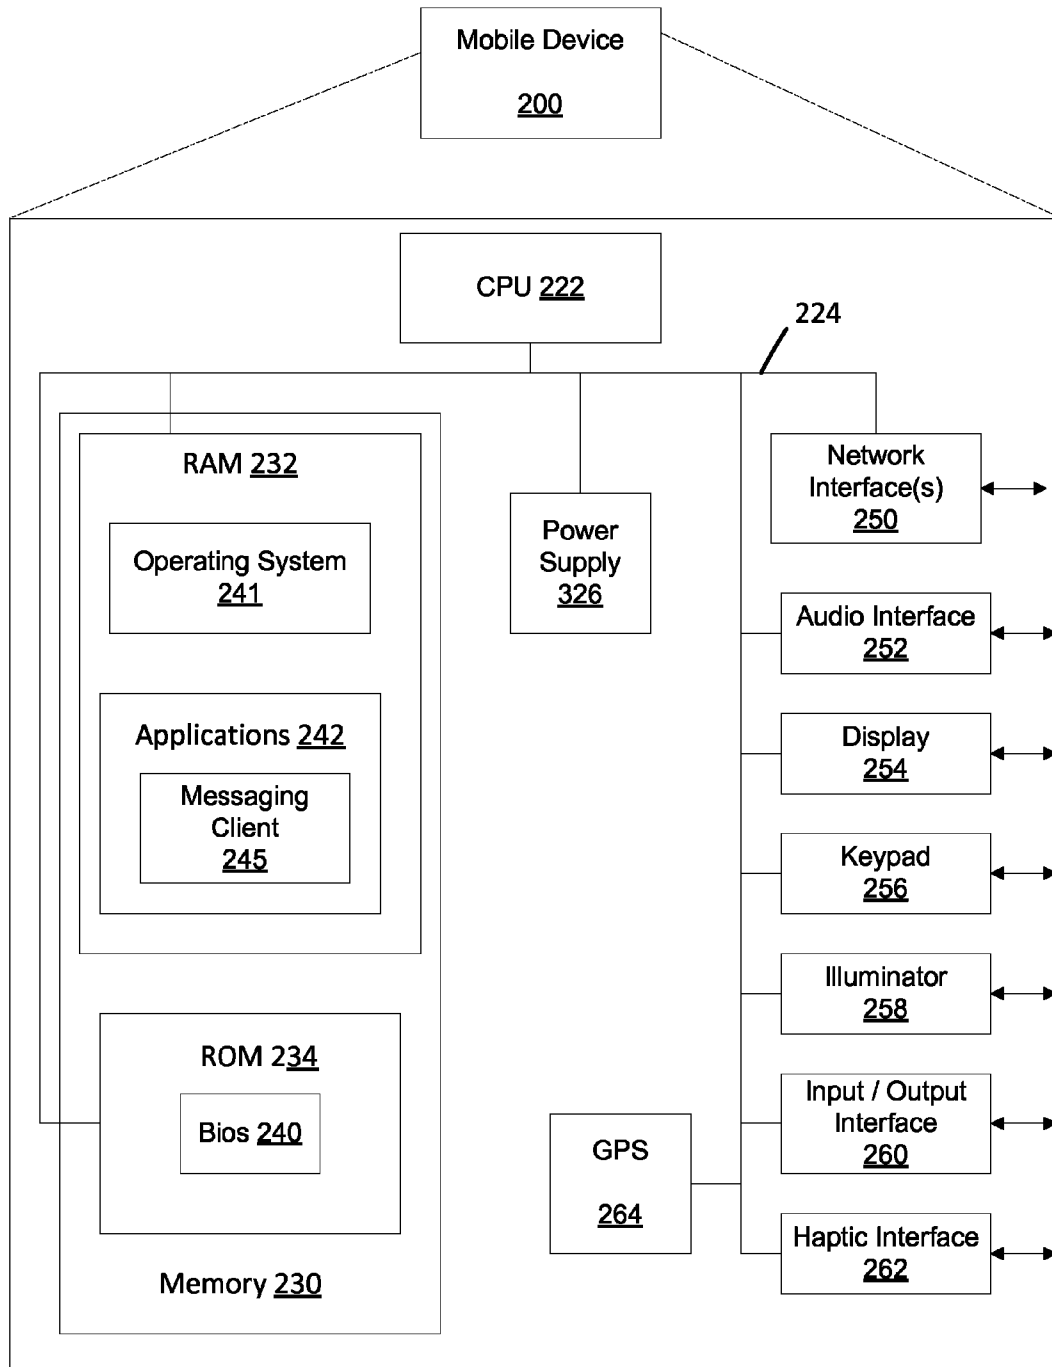 Mobile Device
200
CPU 222
224
RAM 232
Operating System
241
Applications 242
Messaging
Client
245
ROM 234
Bios 240
Memory 230
Power
Supply
326
GPS
264
Network
Interface(s)
250
Audio Interface
252
Display
254
Keypad
256
Illuminator
258
Input / Output
Interface
260
Haptic Interface
262